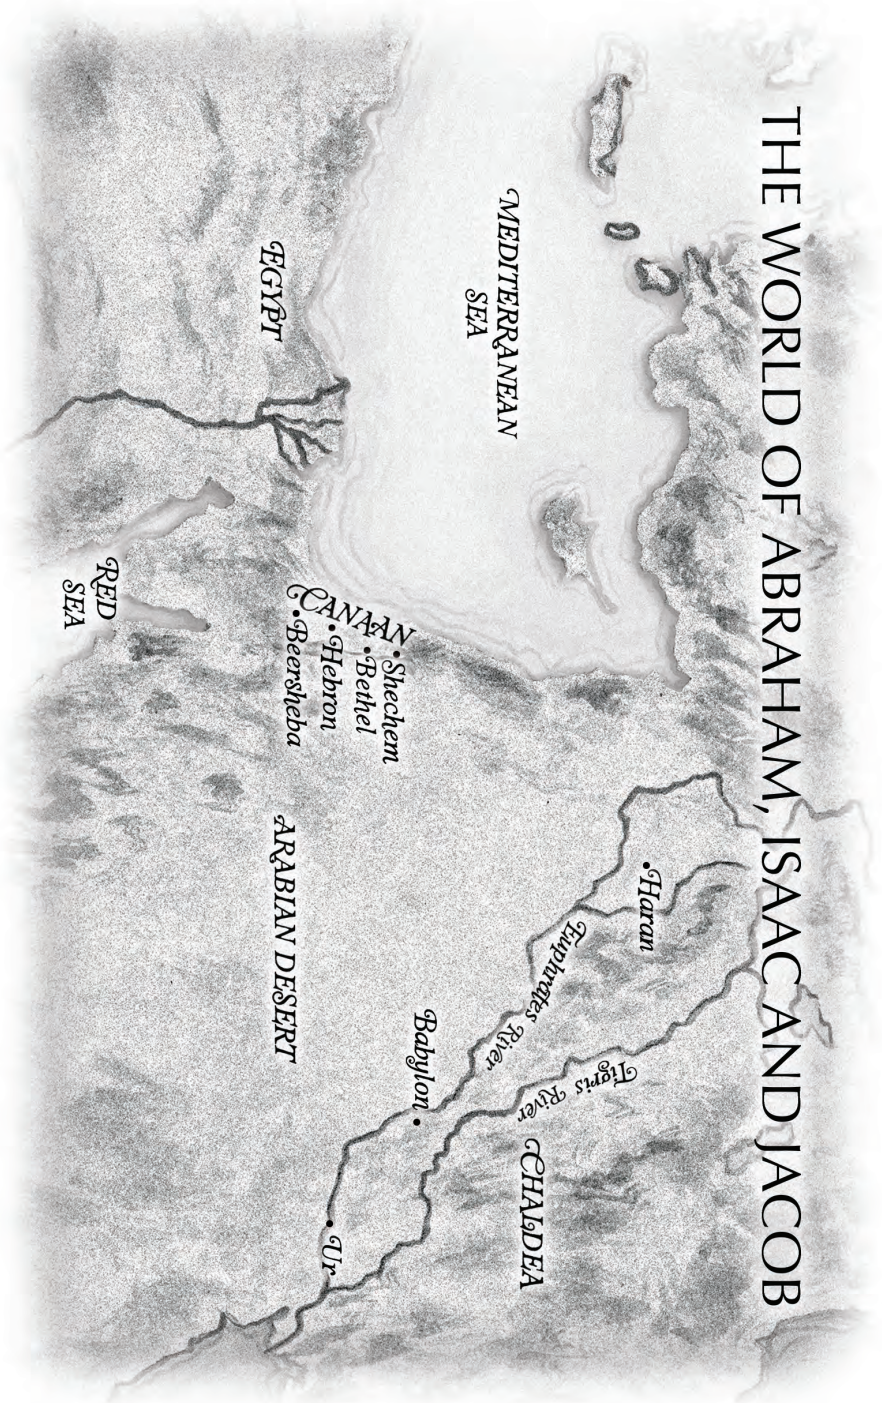 THE WORLD OF ABRAHAM, ISAAC AND JACOB
MEDITERRANEAN
SEA
EGYPT
RED
SEA
CANAAN
Shechem
Bethel
Hebron
Beersheba
ARABIAN DESERT
Haran
Euphrates River
Tigris River
Babylon
CHALDEA
Ur